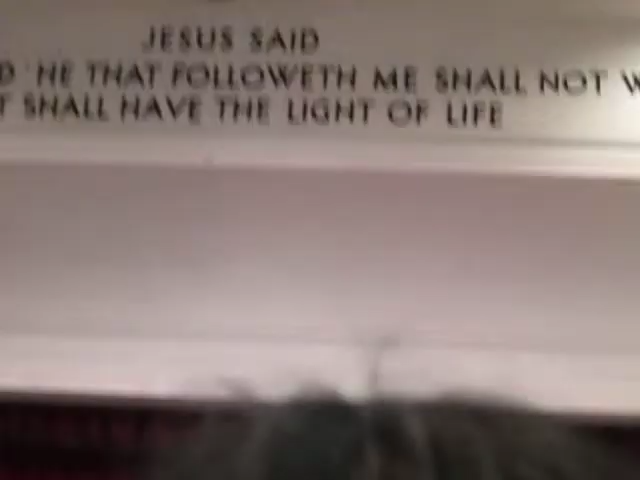 JESUS SAID
HE THAT FOLLOWETH ME SHALL NOT
SHALL HAVE THE LIGHT OF LIFE